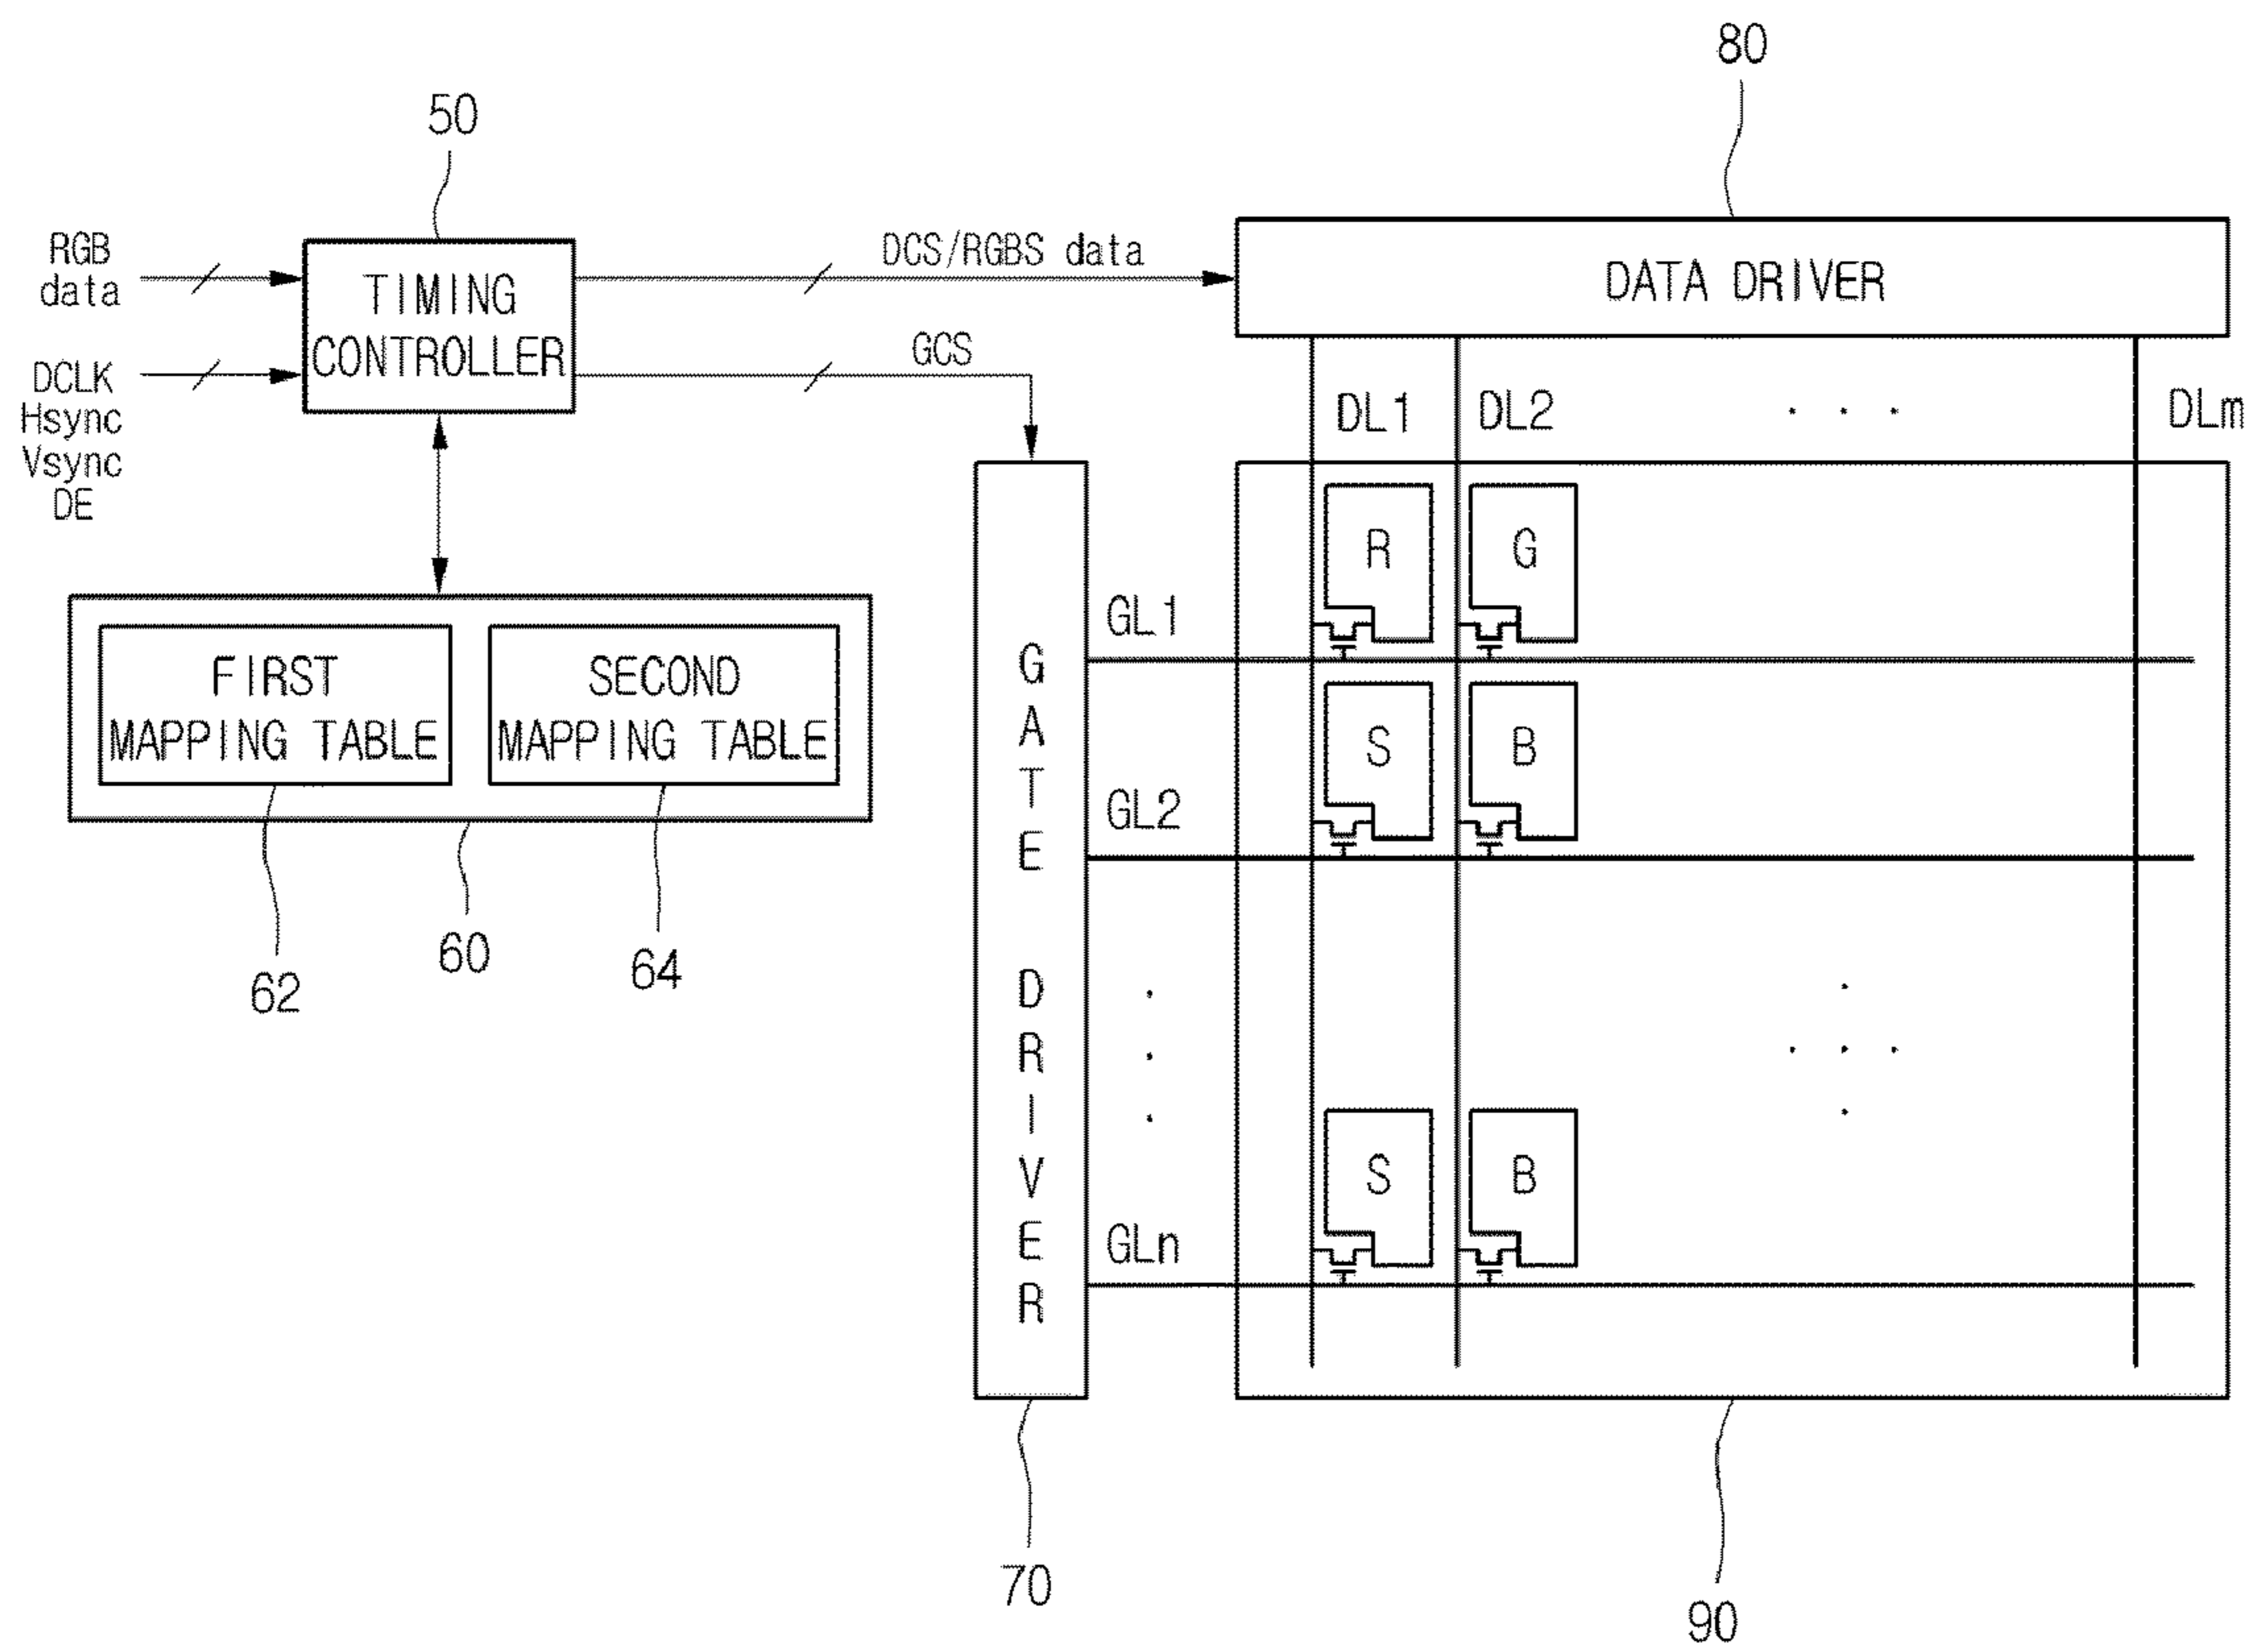 80
50
RGB
data
TIMING
CONTROLLER
DCS/RGBS data
DATA DRIVER
DCLK
Hsync
Vsync
DE
GCS
DL1
DL2
. . .
DLm
R
G
GL1
FIRST
MAPPING TABLE
SECOND
MAPPING TABLE
S
B
GL2
GATE DRIVER
62
60
64
S
B
GLn
70
90